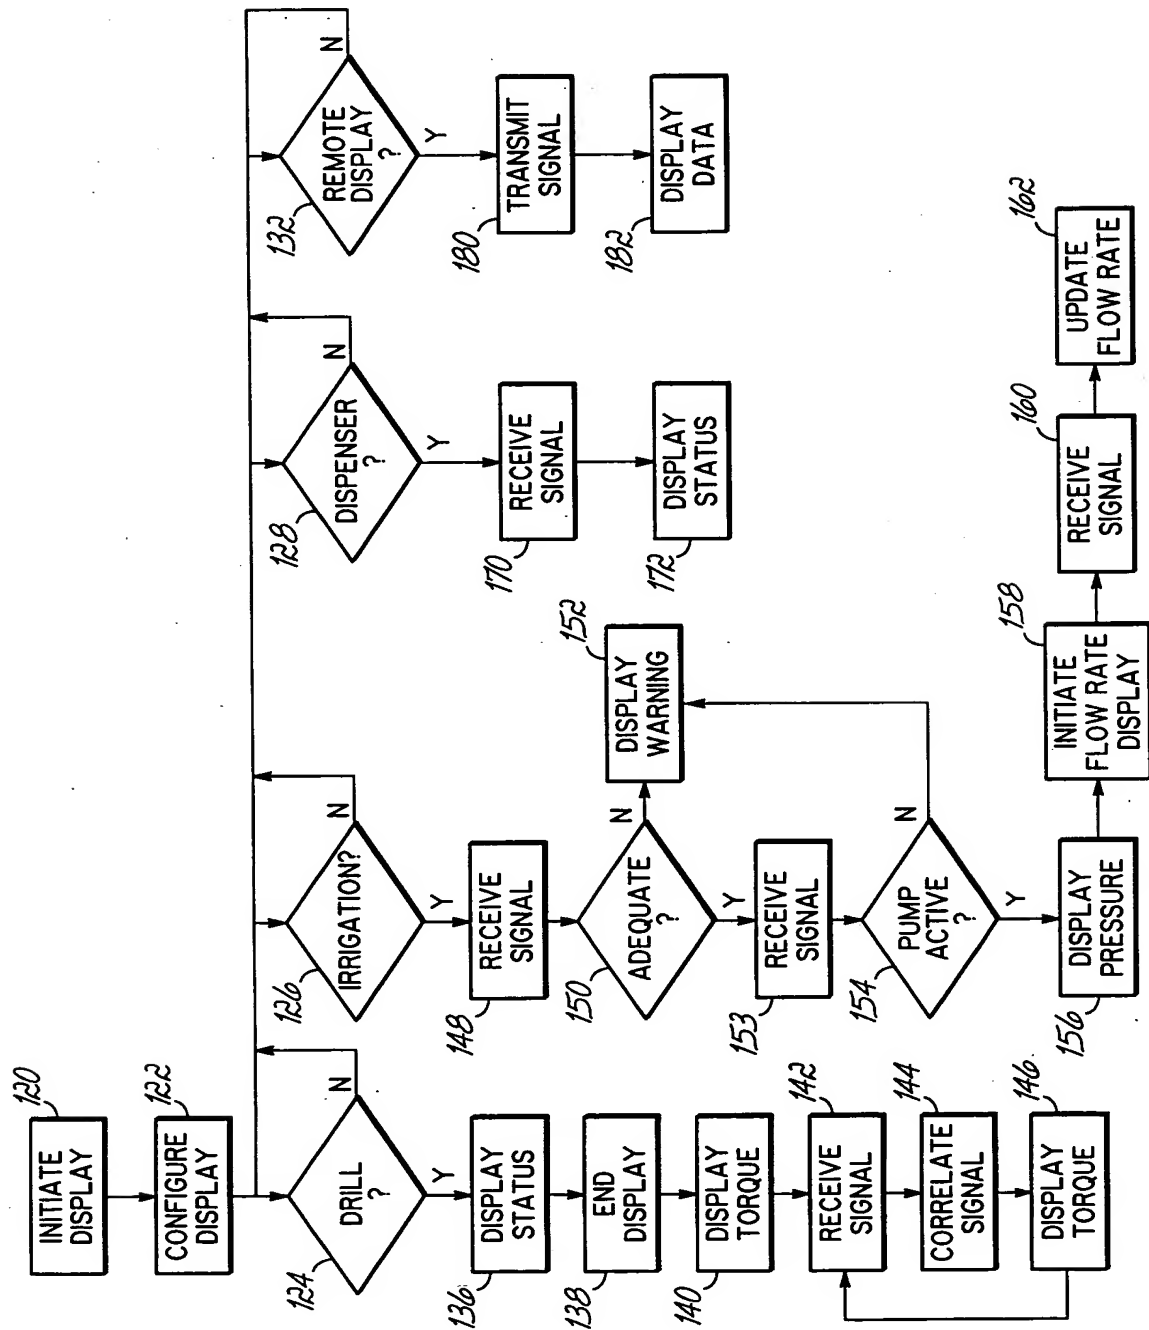 120
INITIATE
DISPLAY
122
CONFIGURE
DISPLAY
124
DRILL
?
N
Y
136
DISPLAY
STATUS
138
END
DISPLAY
140
DISPLAY
TORQUE
142
RECEIVE
SIGNAL
144
CORRELATE
SIGNAL
146
DISPLAY
TORQUE
126
IRRIGATION?
N
Y
148
RECEIVE
SIGNAL
150
ADEQUATE
?
N
Y
152
DISPLAY
WARNING
153
RECEIVE
SIGNAL
154
PUMP
ACTIVE
?
N
Y
156
DISPLAY
PRESSURE
158
INITIATE
FLOW RATE
DISPLAY
160
RECEIVE
SIGNAL
162
UPDATE
FLOW RATE
128
DISPENSER
?
N
Y
170
RECEIVE
SIGNAL
172
DISPLAY
STATUS
132
REMOTE
DISPLAY
?
N
Y
180
TRANSMIT
SIGNAL
182
DISPLAY
DATA